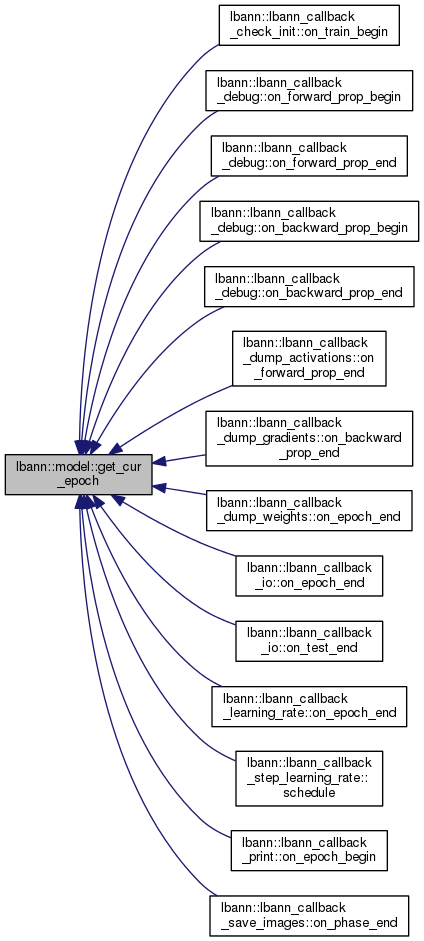 lbann::lbann_callback
_check_init::on_train_begin
lbann::lbann_callback
_debug::on_forward_prop_begin
lbann::lbann_callback
_debug::on_forward_prop_end
lbann::lbann_callback
_debug::on_backward_prop_begin
lbann::lbann_callback
_debug::on_backward_prop_end
lbann::lbann_callback
_dump_activations::on
_forward_prop_end
lbann::lbann_callback
_dump_gradients::on_backward
_prop_end
lbann::model::get_cur
_epoch
lbann::lbann_callback
_dump_weights::on_epoch_end
lbann::lbann_callback
_io::on_epoch_end
lbann::lbann_callback
_io::on_test_end
lbann::lbann_callback
_learning_rate::on_epoch_end
lbann::lbann_callback
_step_learning_rate::
schedule
lbann::lbann_callback
_print::on_epoch_begin
lbann::lbann_callback
_save_images::on_phase_end